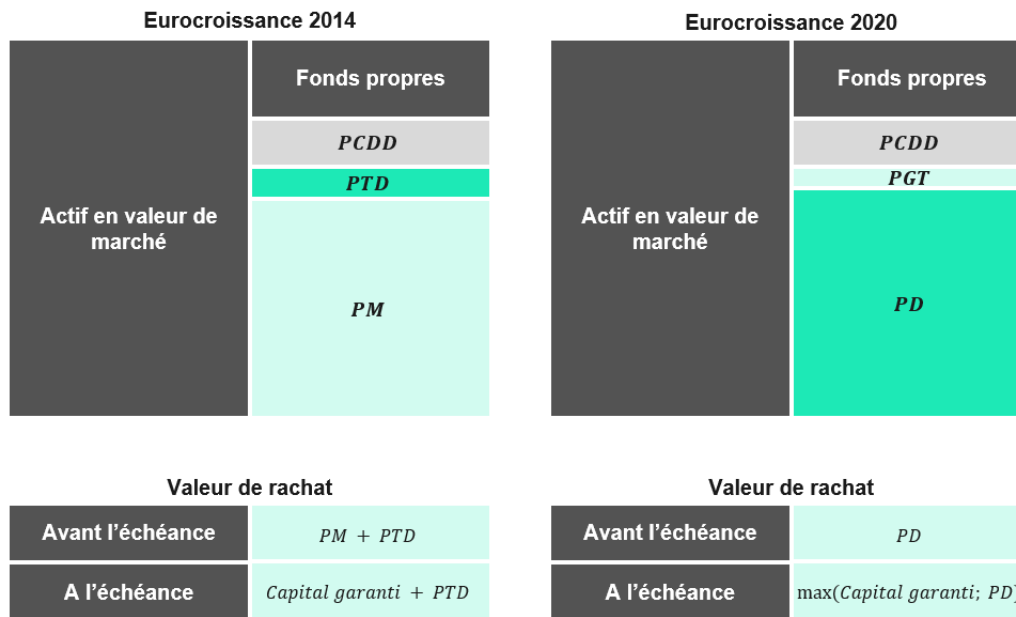 Eurocroissance 2014
Fonds propres
PCDD
PTD
Actif en valeur de
marché
PM
Valeur de rachat
Avant l'échéance
PM + PTD
A l'échéance
Capital garanti + PTD
Eurocroissance 2020
Fonds propres
PCDD
PGT
Actif en valeur de
marché
PD
Valeur de rachat
Avant l'échéance
PD
A l'échéance
max(Capital garanti; PD)